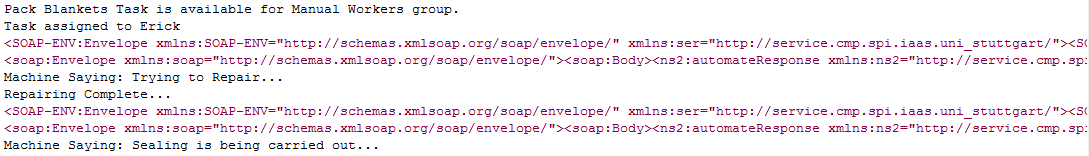 Pack Blankets Task is available for Manual Workers group.
Task assigned to Erick
<SOAP-ENV:Envelope xmlns:SOAP-ENV="http://schemas.xmlsoap.org/soap/envelope/" xmlns:ser="http://service.cmp.spi.iaas.uni_stuttgart/"><SO
<soap:Envelope xmlns:soap="http://schemas.xmlsoap.org/soap/envelope/"><soap:Body><ns2:automateResponse xmlns:ns2="http://service.cmp.sp
Machine Saying: Trying to Repair...
Repairing Complete...
<SOAP-ENV:Envelope xmlns:SOAP-ENV="http://schemas.xmlsoap.org/soap/envelope/" xmlns:ser="http://service.cmp.spi.iaas.uni_stuttgart/"><SO
<soap:Envelope xmlns:soap="http://schemas.xmlsoap.org/soap/envelope/"><soap:Body><ns2:automateResponse xmlns:ns2="http://service.cmp.sp
Machine Saying: Sealing is being carried out...